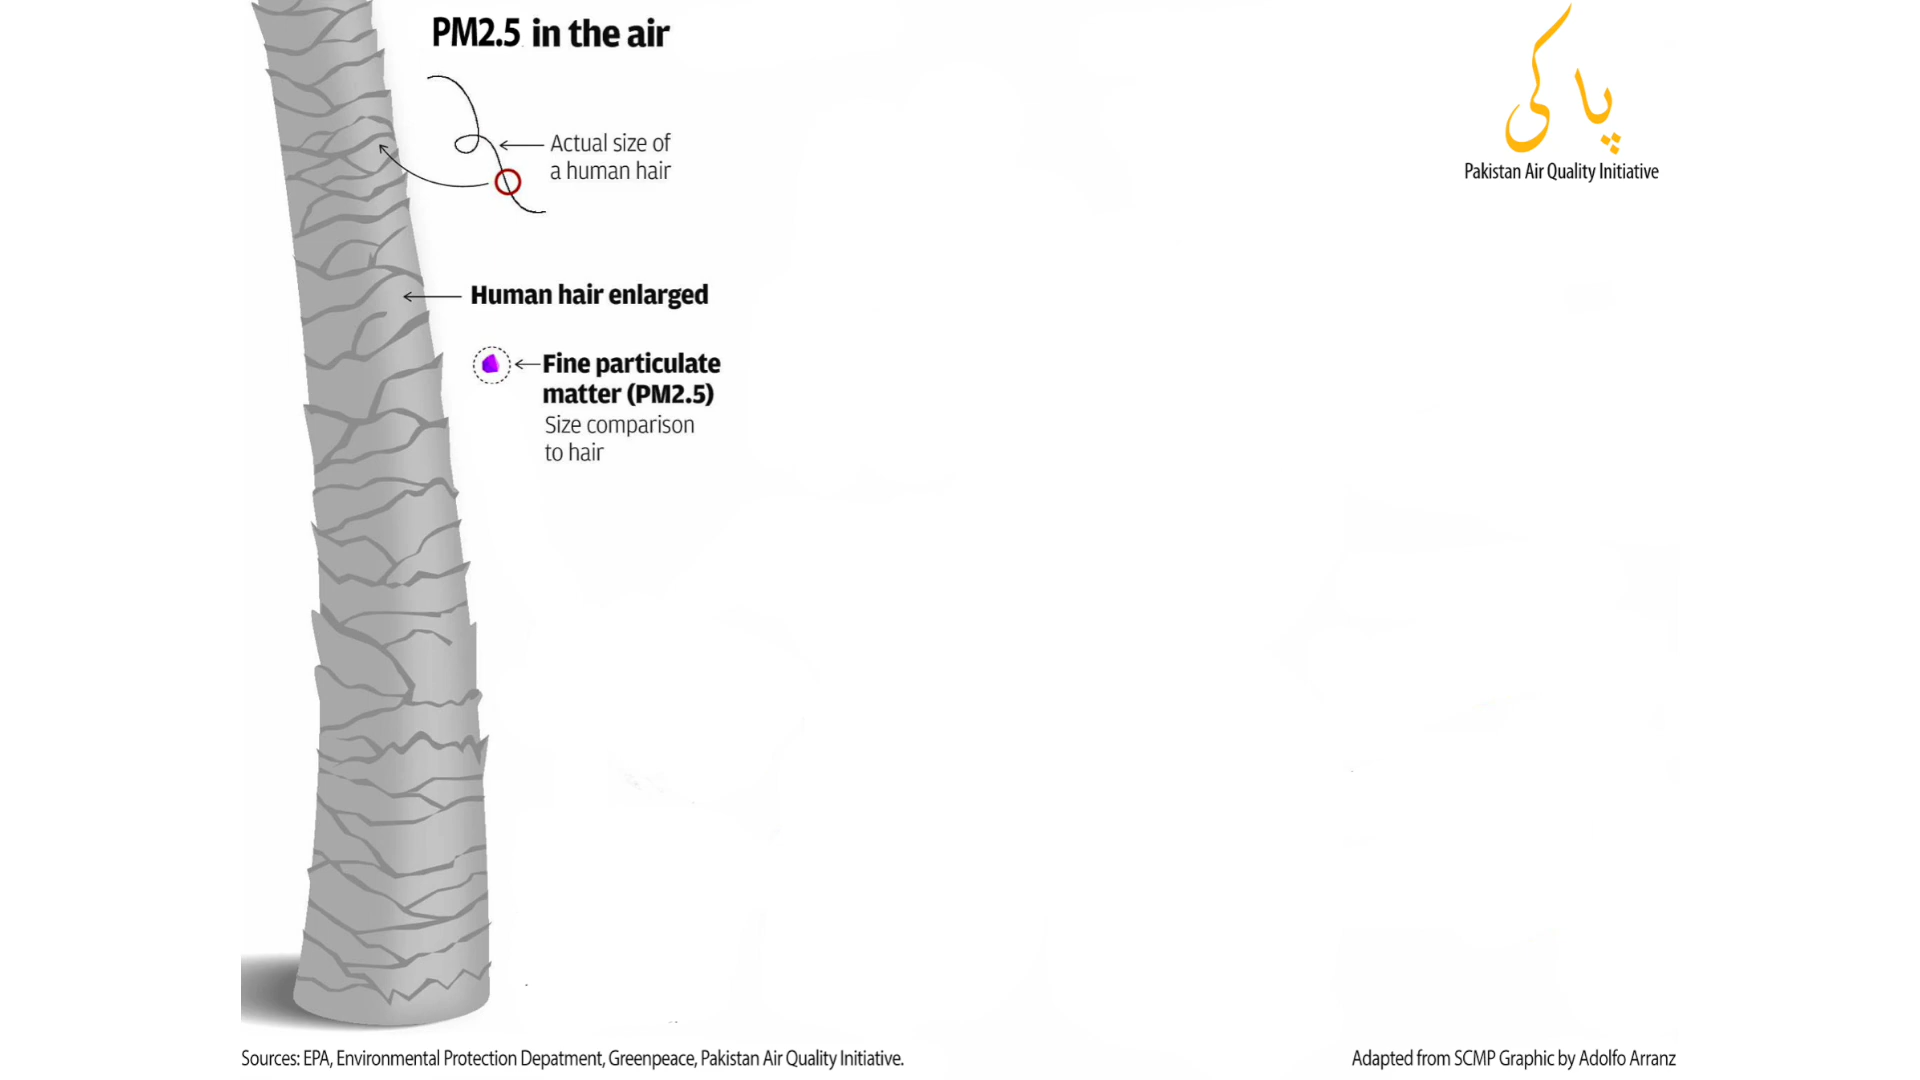 PM2.5 in the air
پاکی
Pakistan Air Quality Initiative
Actual size of
a human hair
Human hair enlarged
Fine particulate
matter (PM2.5)
Size comparison
to hair
Sources: EPA, Environmental Protection Depatment, Greenpeace, Pakistan Air Quality Initiative.
Adapted from SCMP Graphic by Adolfo Arranz